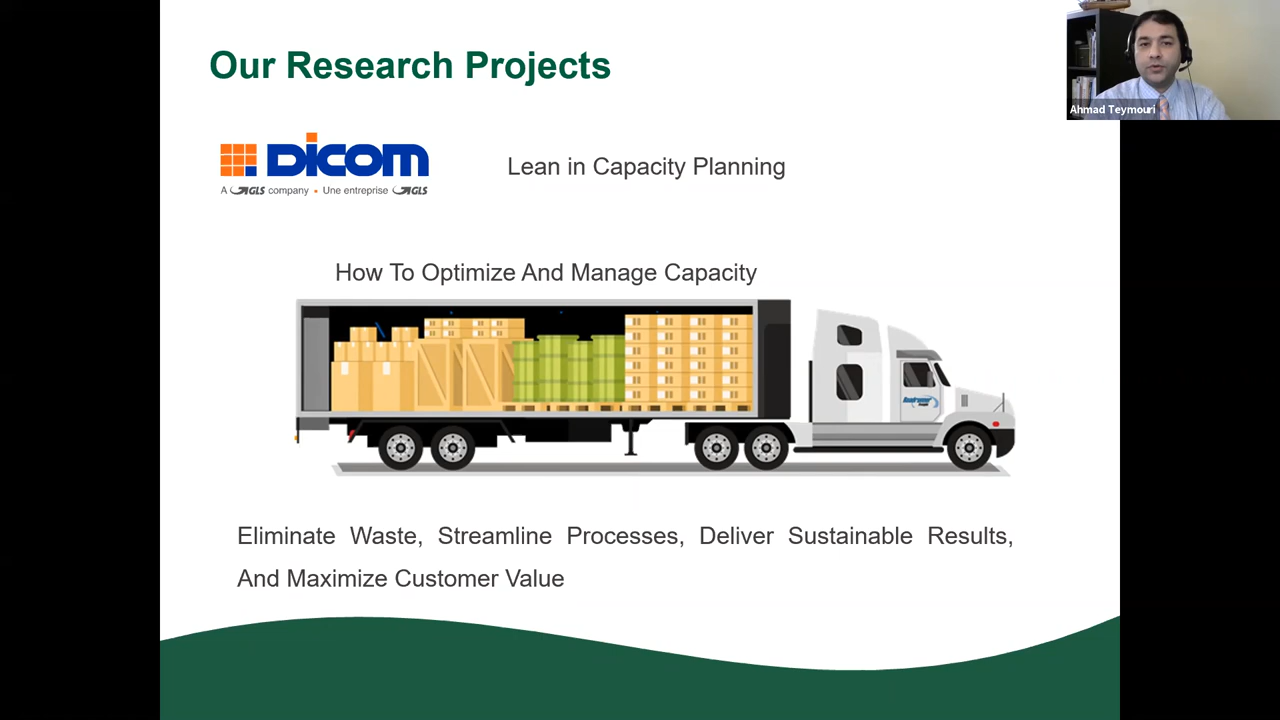 Our Research Projects
Ahmad Teymouri
DICOM
A GLS company • Une entreprise GLS
Lean in Capacity Planning
How To Optimize And Manage Capacity
Eliminate Waste, Streamline Processes, Deliver Sustainable Results,
And Maximize Customer Value